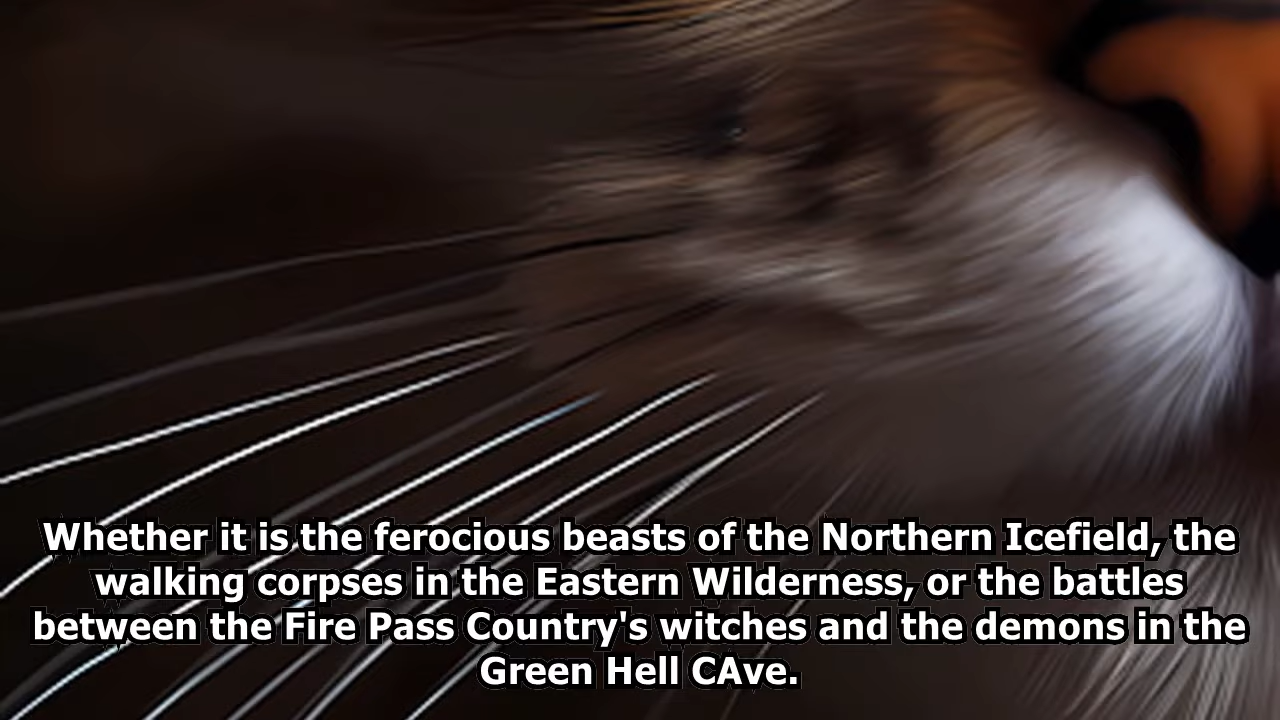 Whether it is the ferocious beasts of the Northern Icefield, the
walking corpses in the Eastern Wilderness, or the battles
between the Fire Pass Country's witches and the demons in the
Green Hell CAve.